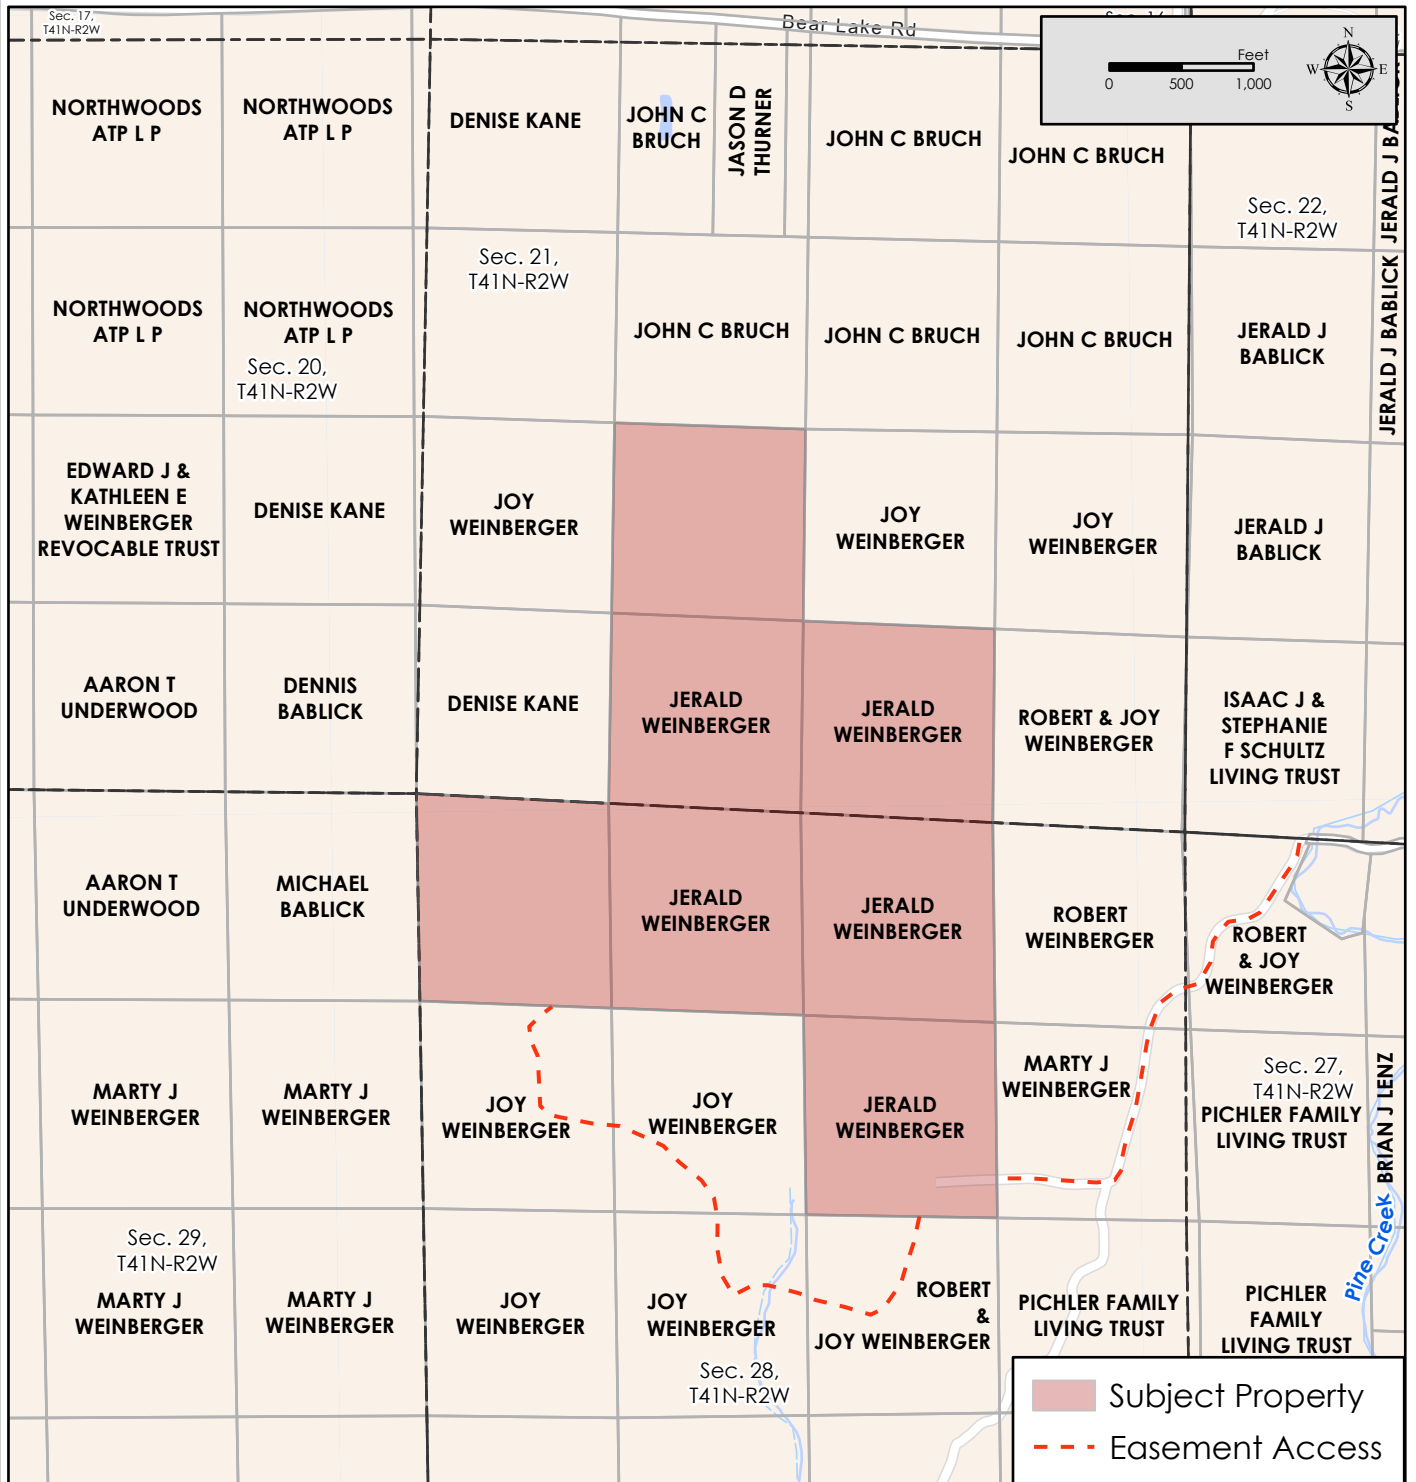 Sec. 17,
T41N-R2W
Bear Lake Rd
Feet
0 500 1,000
N
W E
S
NORTHWOODS
ATP L P
NORTHWOODS
ATP L P
DENISE KANE
JOHN C
BRUCH
JASON D
THURNER
JOHN C BRUCH
JOHN C BRUCH
Sec. 22,
T41N-R2W
JERALD J BABLICK
Sec. 21,
T41N-R2W
NORTHWOODS
ATP L P
NORTHWOODS
ATP L P
Sec. 20,
T41N-R2W
JOHN C BRUCH
JOHN C BRUCH
JOHN C BRUCH
JERALD J
BABLICK
JERALD J BABLICK
EDWARD J &
KATHLEEN E
WEINBERGER
REVOCABLE TRUST
DENISE KANE
JOY
WEINBERGER
JOY
WEINBERGER
JOY
WEINBERGER
JERALD J
BABLICK
AARON T
UNDERWOOD
DENNIS
BABLICK
DENISE KANE
JERALD
WEINBERGER
JERALD
WEINBERGER
ROBERT & JOY
WEINBERGER
ISAAC J &
STEPHANIE
F SCHULTZ
LIVING TRUST
AARON T
UNDERWOOD
MICHAEL
BABLICK
JERALD
WEINBERGER
JERALD
WEINBERGER
ROBERT
WEINBERGER
ROBERT
& JOY
WEINBERGER
MARTY J
WEINBERGER
MARTY J
WEINBERGER
JOY
WEINBERGER
JOY
WEINBERGER
JERALD
WEINBERGER
MARTY J
WEINBERGER
Sec. 27,
T41N-R2W
PICHLER FAMILY
LIVING TRUST
BRIAN J LENZ
Pine Creek
Sec. 29,
T41N-R2W
MARTY J
WEINBERGER
MARTY J
WEINBERGER
JOY
WEINBERGER
JOY
WEINBERGER
ROBERT
&
JOY WEINBERGER
PICHLER FAMILY
LIVING TRUST
PICHLER
FAMILY
LIVING TRUST
Sec. 28,
T41N-R2W
Subject Property
Easement Access